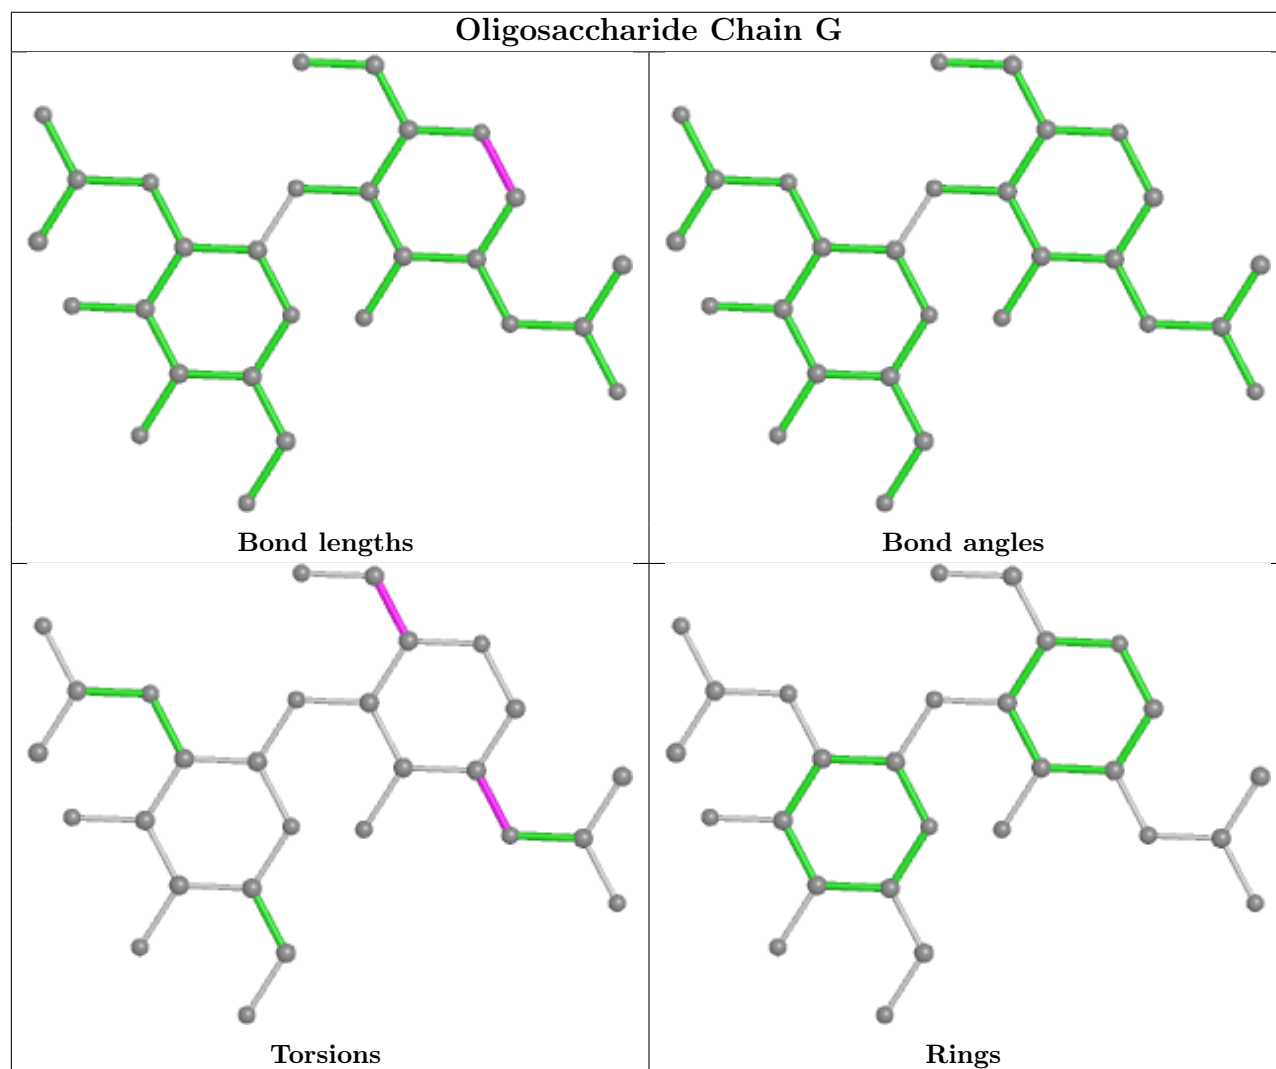 Oligosaccharide Chain G
Bond lengths
Bond angles
Torsions
Rings